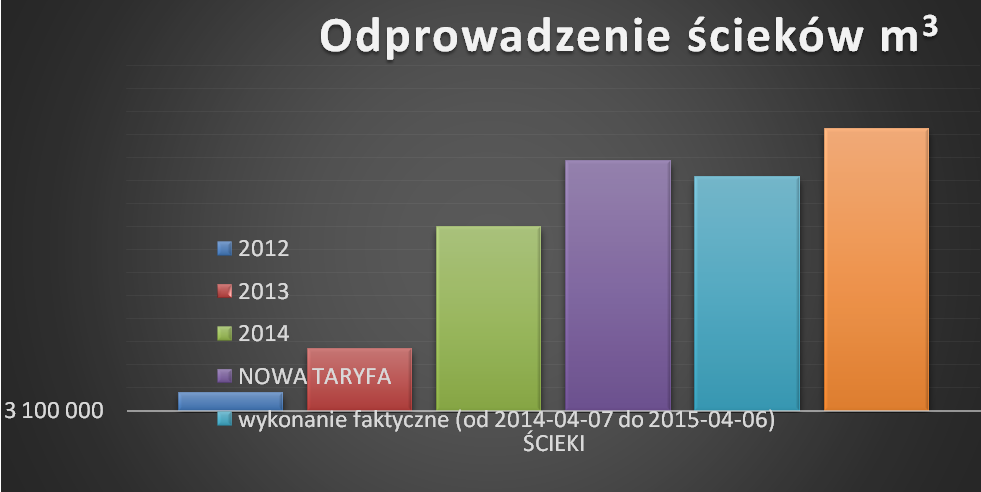 Odprowadzenie ścieków m³
2012
2013
2014
NOWA TARYFA
3 100 000
wykonanie faktyczne (od 2014-04-07 do 2015-04-06)
ŚCIEKI